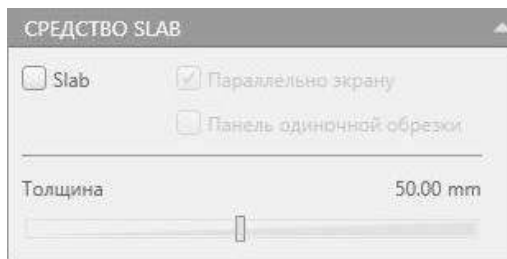 СРЕДСТВО SLAB
Slab Параллельно экрану
Панель одиночной обрезки
Толщина 50.00 mm